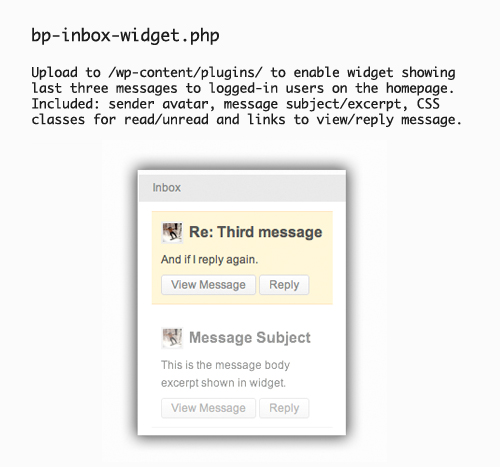 bp-inbox-widget.php
Upload to /wp-content/plugins/ to enable widget showing
last three messages to logged-in users on the homepage.
Included: sender avatar, message subject/excerpt, CSS
classes for read/unread and links to view/reply message.
Inbox
Re: Third message
And if I reply again.
View Message Reply
Message Subject
This is the message body
excerpt shown in widget.
View Message Reply